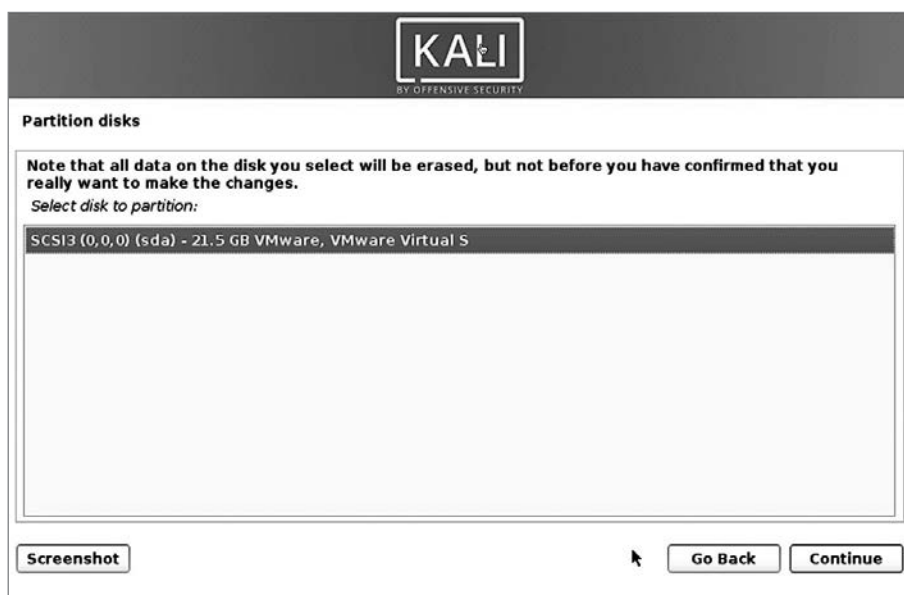 KALI
BY OFFENSIVE SECURITY
Partition disks
Note that all data on the disk you select will be erased, but not before you have confirmed that you
really want to make the changes.
Select disk to partition:
SCSI3 (0,0,0) (sda) - 21.5 GB VMware, VMware Virtual S
Screenshot
Go Back
Continue